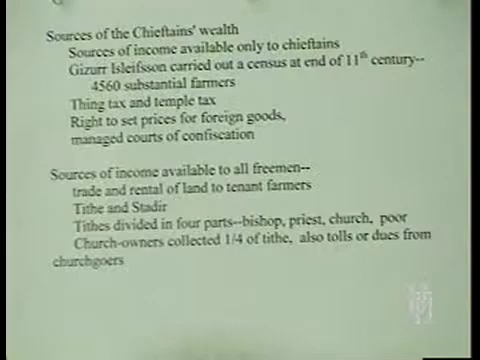 Sources of the Chieftains' wealth
Sources of income available only to chieftains
Gizurr Isleifsson carried out a census at end of 11th century--
4560 substantial farmers
Thing tax and temple tax
Right to set prices for foreign goods,
managed courts of confiscation
Sources of income available to all freemen--
trade and rental of land to tenant farmers
Tithe and Stadir
Tithes divided in four parts--bishop, priest, church, poor
Church-owners collected 1/4 of tithe, also tolls or dues from
churchgoers